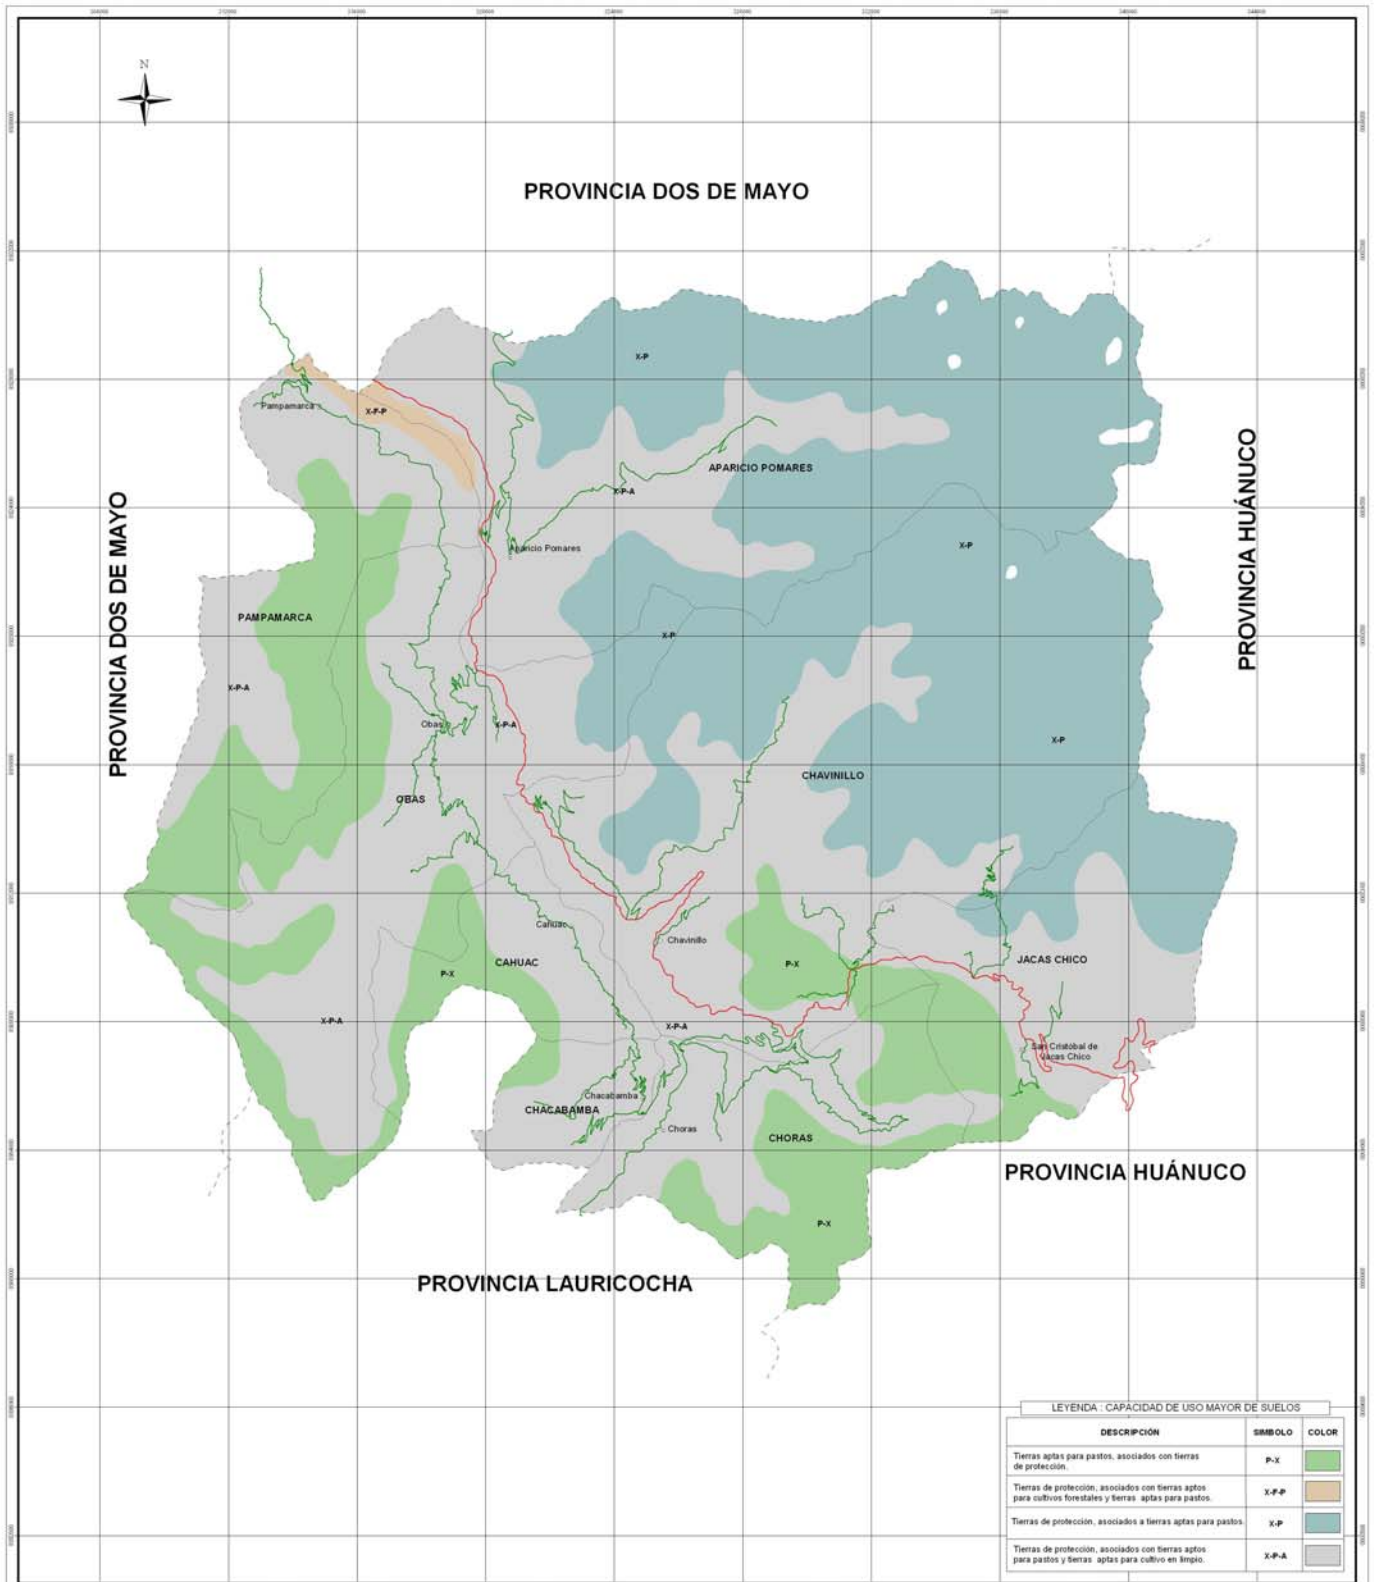 N
PROVINCIA DOS DE MAYO
X-P
Pampamarca
X-F-P
APARICIO POMARES
X-P-A
PROVINCIA HUÁNUCO
PROVINCIA DOS DE MAYO
Aparicio Pomares
X-P
PAMPAMARCA
X-P
X-P-A
Obas
X-P-A
X-P
CHAVINILLO
OBAS
Cahuac
Chavinillo
CAHUAC
P-X
P-X
JACAS CHICO
X-P-A
X-P-A
San Cristóbal de
Jacas Chico
Chacabamba
CHACABAMBA
Choras
CHORAS
PROVINCIA HUÁNUCO
P-X
PROVINCIA LAURICOCHA
LEYENDA : CAPACIDAD DE USO MAYOR DE SUELOS
DESCRIPCIÓN SIMBOLO COLOR
Tierras aptas para pastos, asociados con tierras
de protección.
P-X
Tierras de protección, asociados con tierras aptos
para cultivos forestales y tierras aptas para pastos.
X-F-P
Tierras de protección, asociados a tierras aptas para pastos. X-P
Tierras de protección, asociados con tierras aptos
para pastos y tierras aptas para cultivo en limpio.
X-P-A